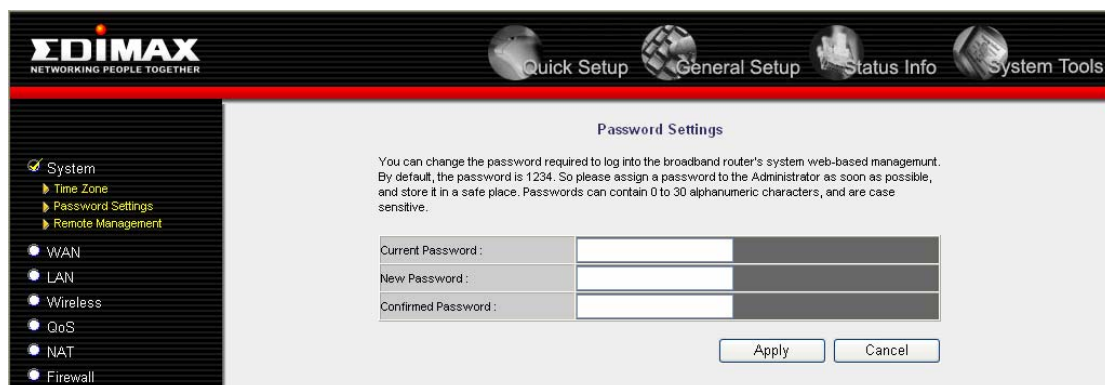 EDIMAX
NETWORKING PEOPLE TOGETHER
Quick Setup
General Setup
Status Info
System Tools
System
Time Zone
Password Settings
Remote Management
WAN
LAN
Wireless
QoS
NAT
Firewall
Password Settings
You can change the password required to log into the broadband router's system web-based managemunt.
By default, the password is 1234. So please assign a password to the Administrator as soon as possible,
and store it in a safe place. Passwords can contain 0 to 30 alphanumeric characters, and are case
sensitive.
Current Password :
New Password :
Confirmed Password :
Apply
Cancel